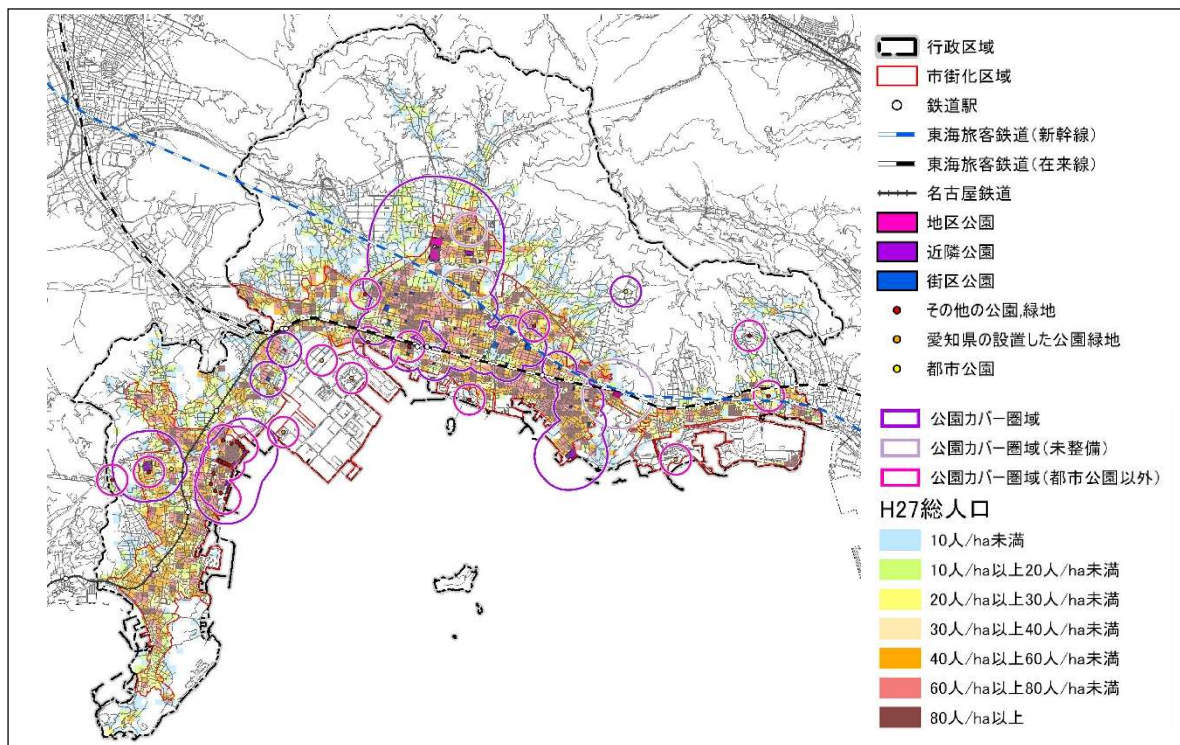 行政区域
市街化区域
鉄道駅
東海旅客鉄道(新幹線)
東海旅客鉄道(在来線)
名古屋鉄道
地区公園
近隣公園
街区公園
その他の公園,緑地
愛知県の設置した公園緑地
都市公園
公園カバー圏域
公園カバー圏域(未整備)
公園カバー圏域(都市公園以外)
H27総人口
10人/ha未満
10人/ha以上20人/ha未満
20人/ha以上30人/ha未満
30人/ha以上40人/ha未満
40人/ha以上60人/ha未満
60人/ha以上80人/ha未満
80人/ha以上